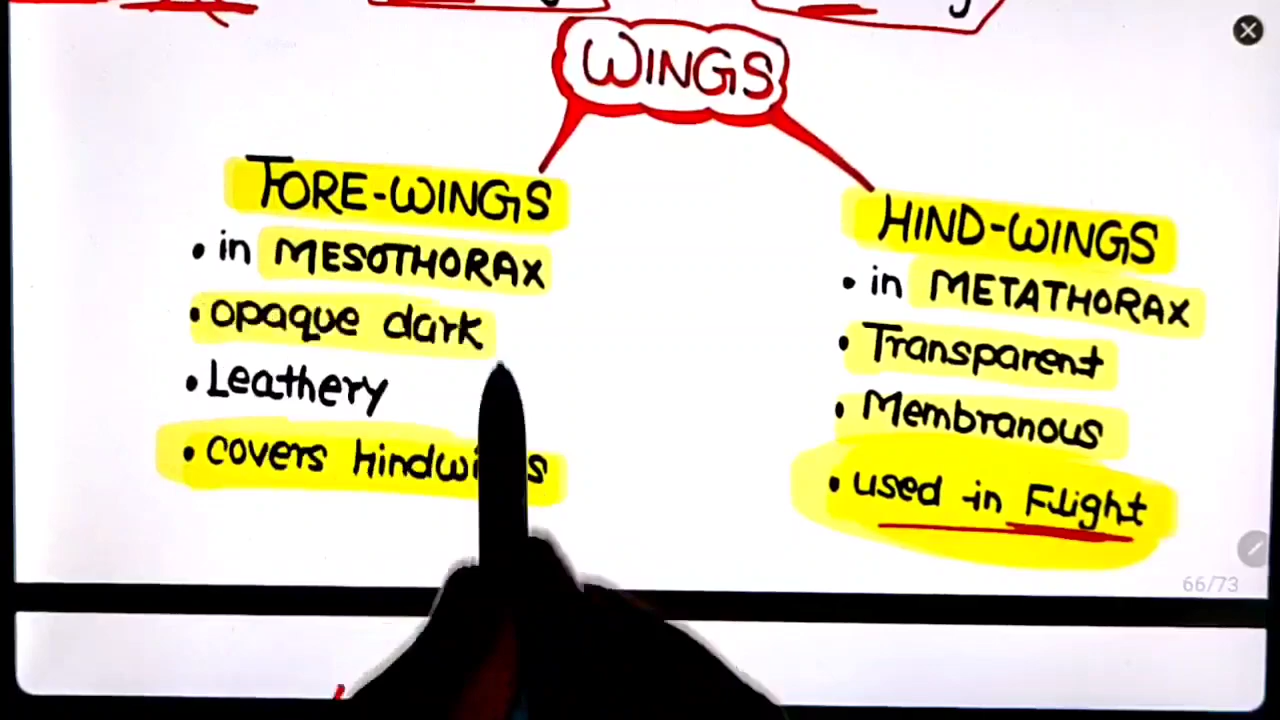 WINGS
FORE-WINGS
• in MESOTHORAX
• opaque dark
• Leathery
• covers
HIND-WINGS
• in METATHORAX
• Transparent
• Membranous
• used in Flight
66/73